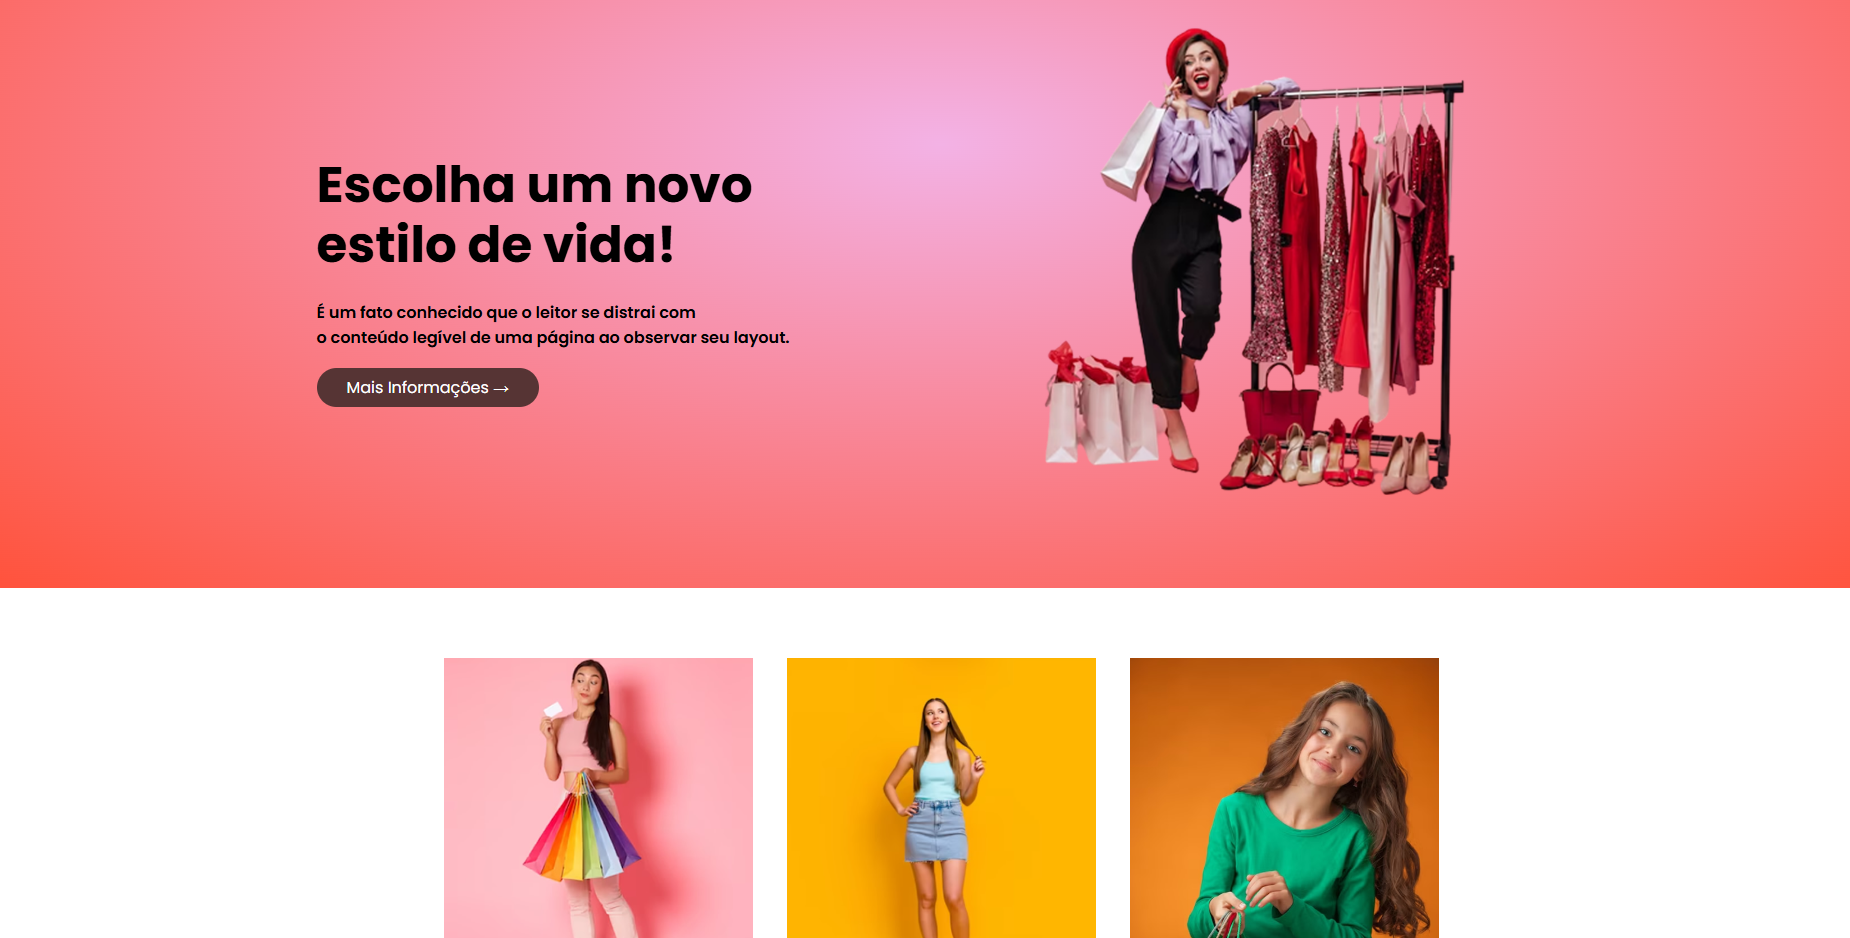 Escolha um novo
estilo de vida!
É um fato conhecido que o leitor se distrai com
o conteúdo legível de uma página ao observar seu layout.
Mais Informações →